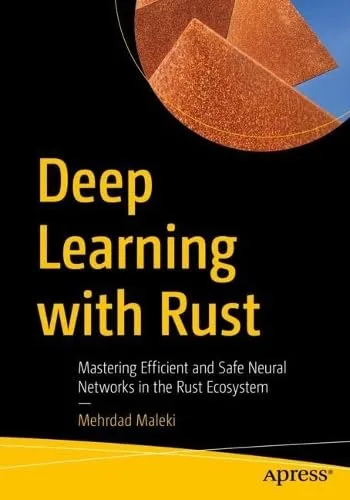 Deep
Learning
with Rust
Mastering Efficient and Safe Neural
Networks in the Rust Ecosystem
—
Mehrdad Maleki
Apress®